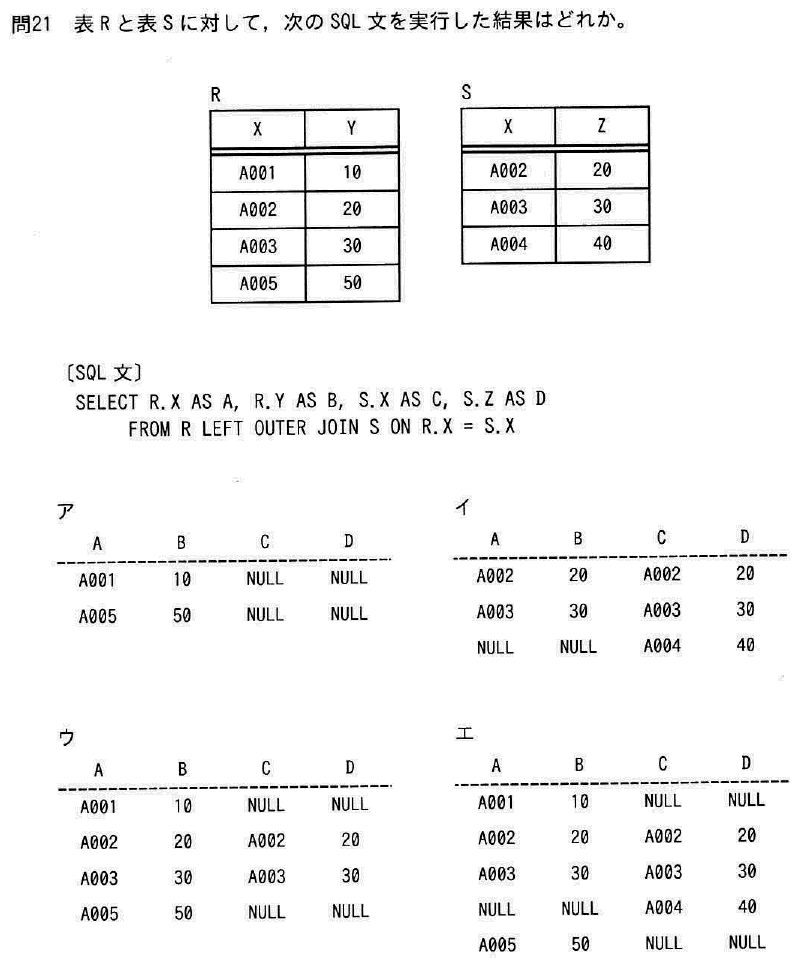 問21 表Rと表Sに対して，次のSQL文を実行した結果はどれか。
R
X Y
A001 10
A002 20
A003 30
A005 50
S
X Z
A002 20
A003 30
A004 40
〔SQL 文〕
SELECT R.X AS A, R.Y AS B, S.X AS C, S.Z AS D
FROM R LEFT OUTER JOIN S ON R.X = S.X
ア
A B C D
A001 10 NULL NULL
A005 50 NULL NULL
イ
A B C D
A002 20 A002 20
A003 30 A003 30
NULL NULL A004 40
ウ
A B C D
A001 10 NULL NULL
A002 20 A002 20
A003 30 A003 30
A005 50 NULL NULL
エ
A B C D
A001 10 NULL NULL
A002 20 A002 20
A003 30 A003 30
NULL NULL A004 40
A005 50 NULL NULL